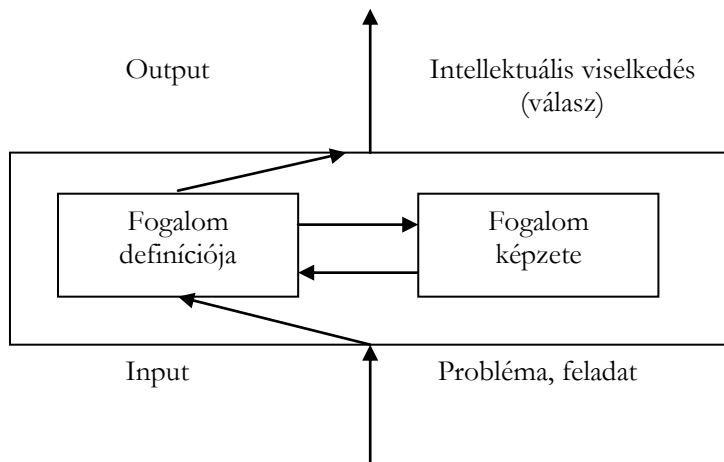 Output
Intellektuális viselkedés
(válasz)
Fogalom
definíciója
Fogalom
képzete
Input
Probléma, feladat